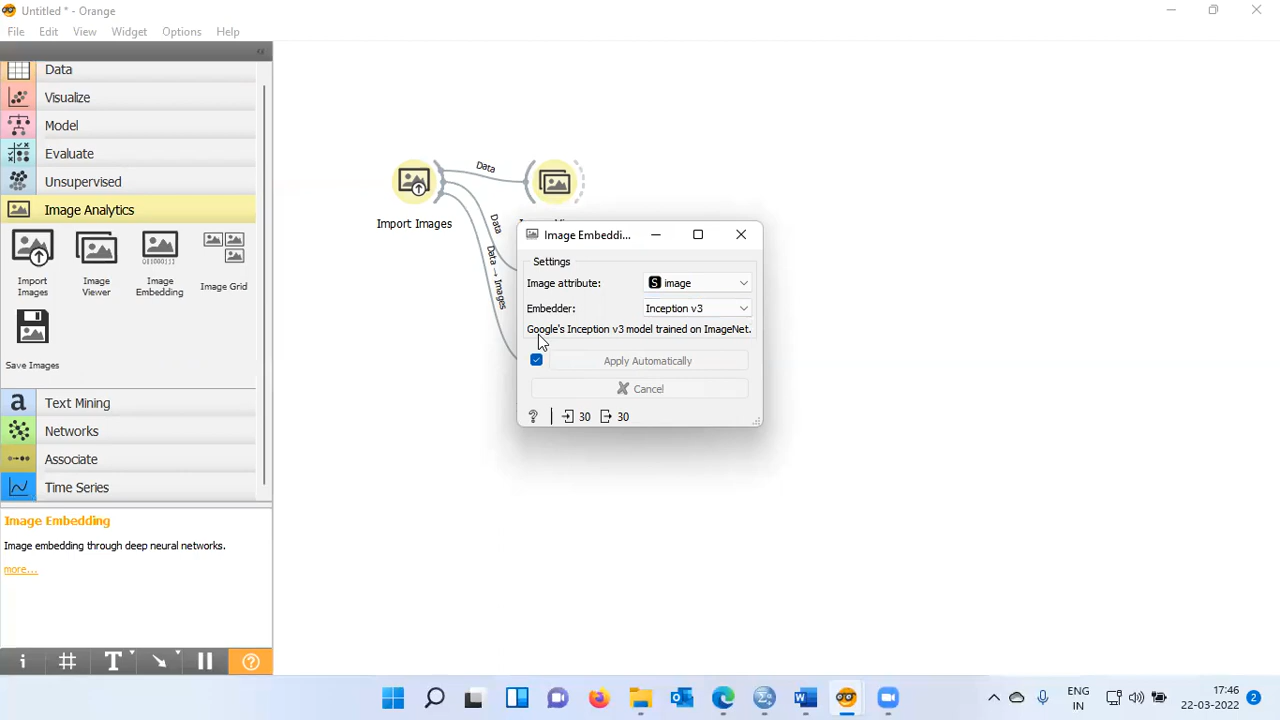 Untitled * - Orange
File Edit View Widget Options Help
Data
Visualize
Model
Evaluate
Unsupervised
Image Analytics
Import Images
Image Viewer
Image Embedding
Image Grid
Save Images
Text Mining
Networks
Associate
Time Series
Image Embedding
Image embedding through deep neural networks.
more...
Data
Import Images
Data
Data → Images
Image Embeddi...
Settings
Image attribute: S image
Embedder: Inception v3
Google's Inception v3 model trained on ImageNet.
Apply Automatically
Cancel
? 30 30
ENG
IN
17:46
22-03-2022
2